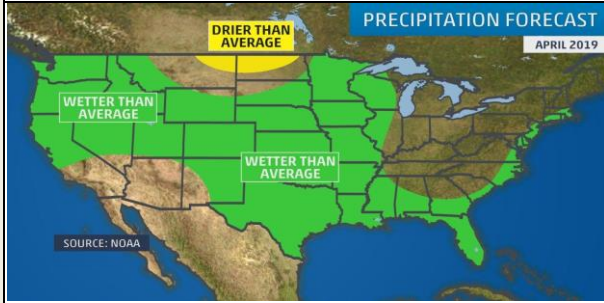 PRECIPITATION FORECAST
APRIL 2019
DRIER THAN
AVERAGE
WETTER THAN
AVERAGE
WETTER THAN
AVERAGE
SOURCE: NOAA